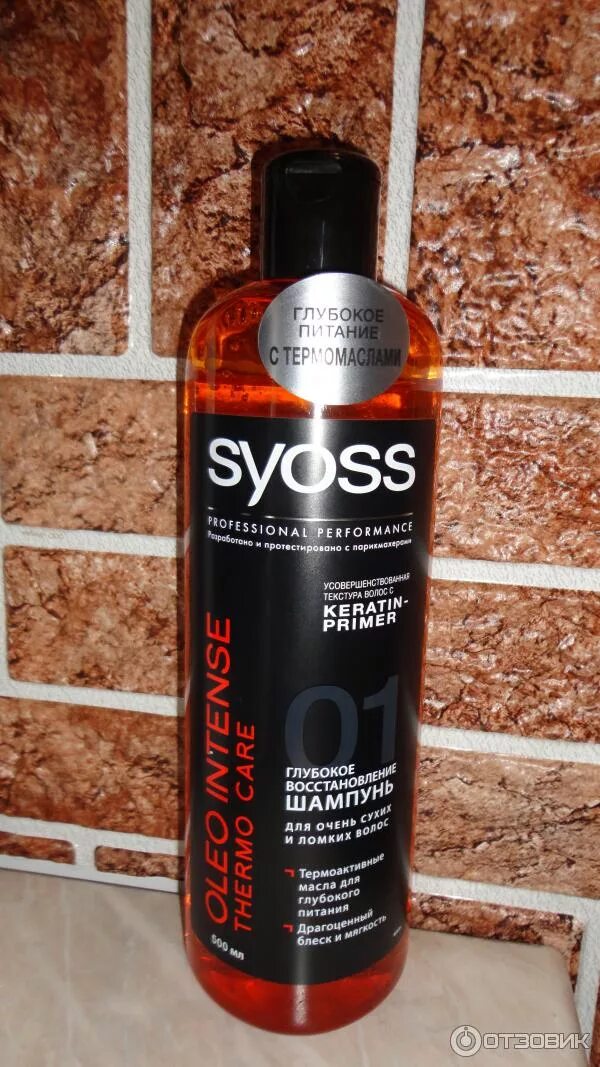 ГЛУБОКОЕ
ПИТАНИЕ
С ТЕРМОМАСЛАМИ
syoss
PROFESSIONAL PERFORMANCE
Разработано и протестировано с парикмахерами
УСОВЕРШЕНСТВОВАННАЯ
ТЕКСТУРА ВОЛОС С
KERATIN-
PRIMER
OLEO INTENSE
THERMO CARE
01
ГЛУБОКОЕ
ВОССТАНОВЛЕНИЕ
ШАМПУНЬ
ДЛЯ ОЧЕНЬ СУХИХ
И ЛОМКИХ ВОЛОС
Термоактивные
масла для
глубокого
питания
Драгоценный
блеск и мягкость
500 мл
ОТЗОВИК